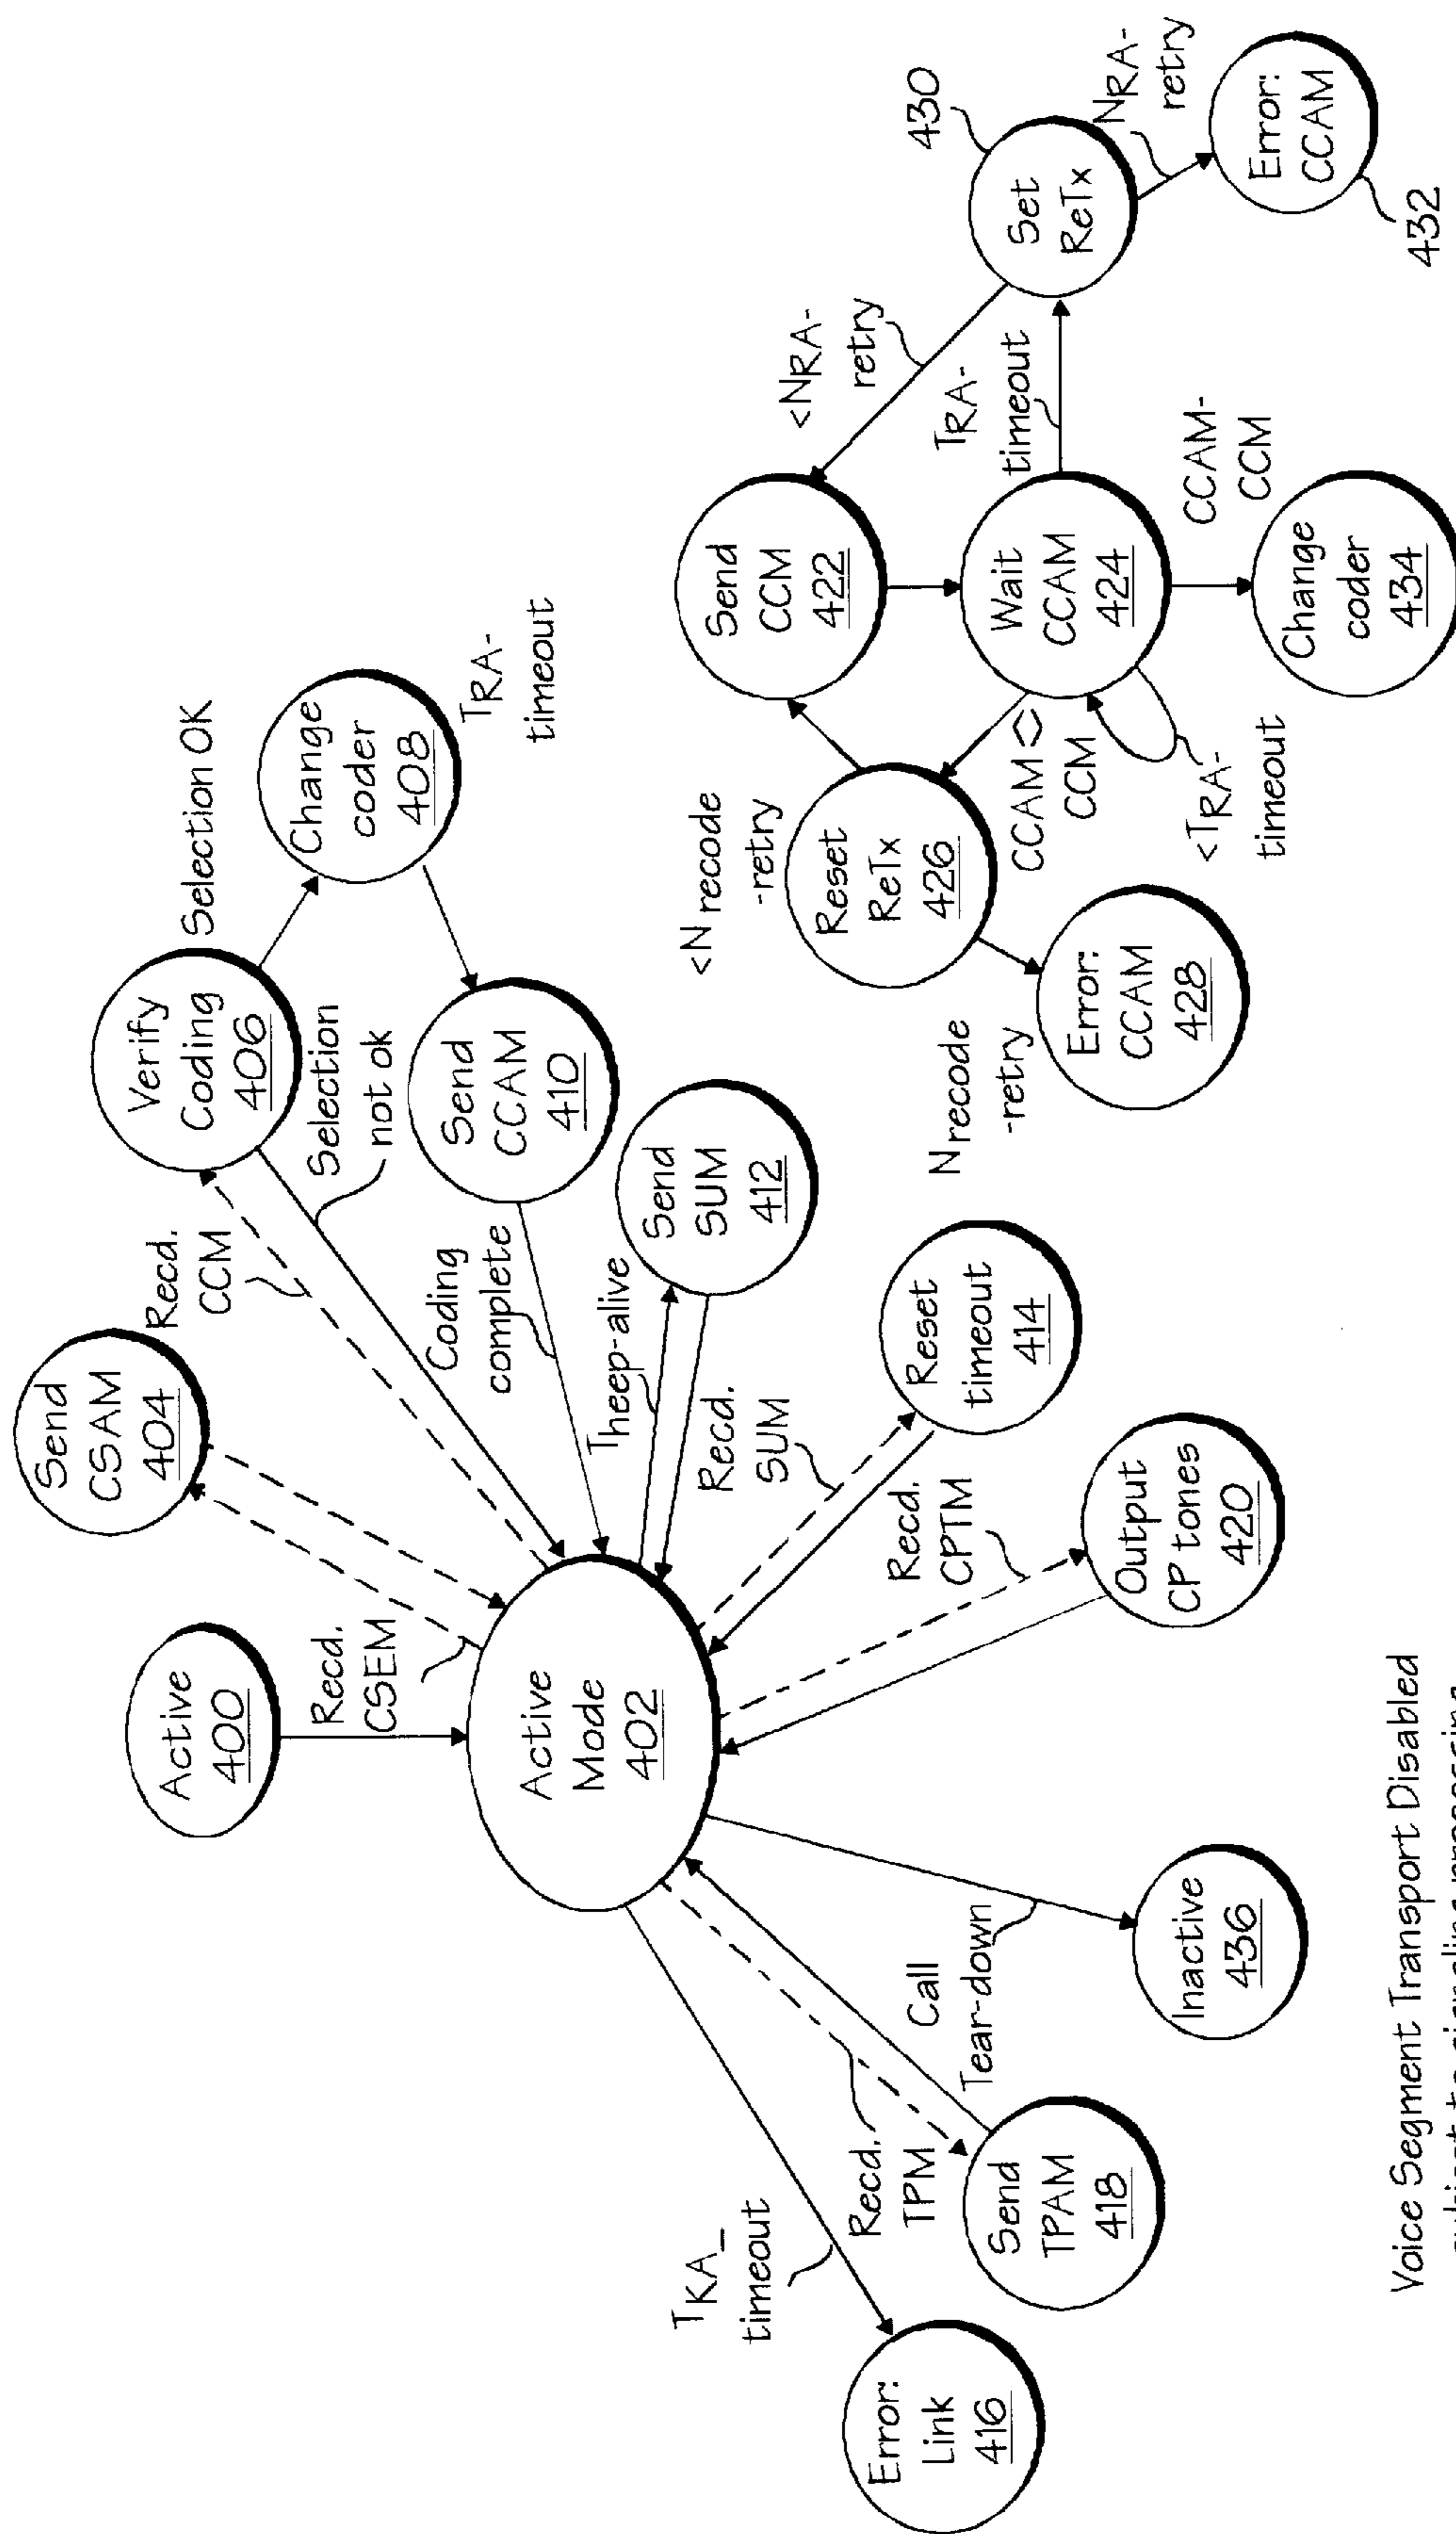 Active
400
Recd.
CSEM
Active
Mode
402
Send
CSAM
404
Recd.
CCM
Verify
Coding
406
Selection OK
Selection
not ok
Change
coder
408
TRA-
timeout
Send
CCAM
410
Coding
complete
Send
SUM
412
Theep-alive
Recd.
SUM
Reset
timeout
414
Recd.
CPTM
Output
CP tones
420
Call
Tear-down
Inactive
436
Recd.
TPM
Send
TPAM
418
TKA_
timeout
Error:
Link
416
Send
CCM
422
<NRA-
retry
Set
ReTx
430
NRA-
retry
Error:
CCAM
432
TRA-
timeout
Wait
CCAM
424
CCAM-
CCM
Change
coder
434
<TRA-
timeout
CCAM <>
CCM
Reset
ReTx
426
<Nrecode
-retry
Nrecode
-retry
Error:
CCAM
428
Voice Segment Transport Disabled